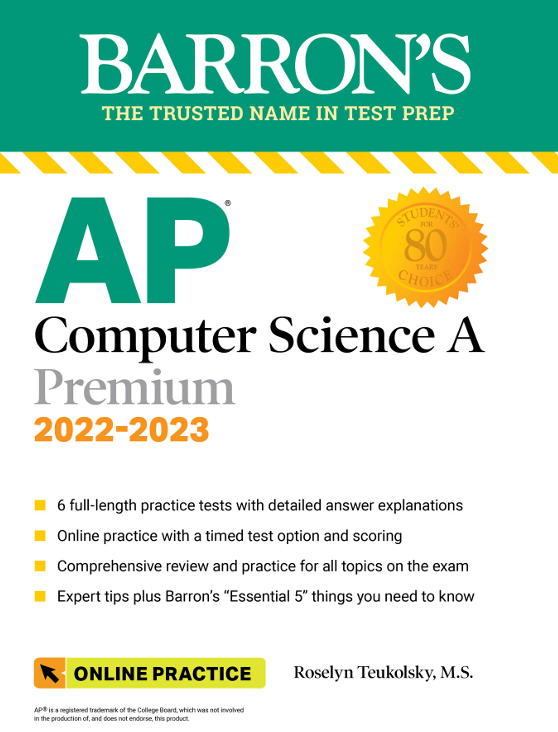 BARRON'S
THE TRUSTED NAME IN TEST PREP
AP®
STUDENTS'
FOR
80
YEARS
CHOICE
Computer Science A
Premium
2022-2023
6 full-length practice tests with detailed answer explanations
Online practice with a timed test option and scoring
Comprehensive review and practice for all topics on the exam
Expert tips plus Barron's “Essential 5” things you need to know
ONLINE PRACTICE
Roselyn Teukolsky, M.S.
AP® is a registered trademark of the College Board, which was not involved
in the production of, and does not endorse, this product.